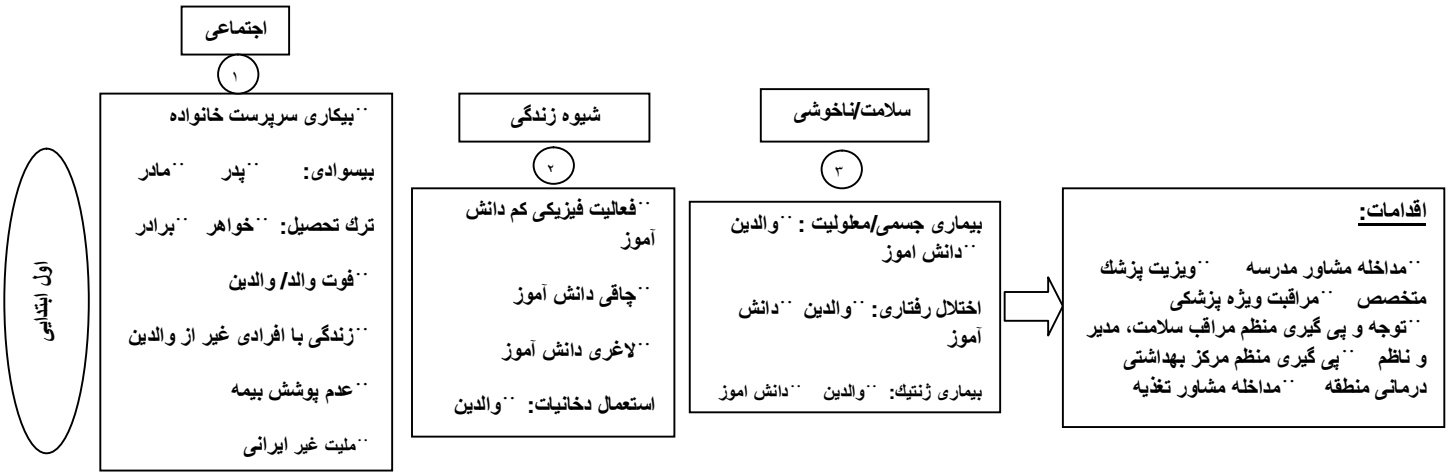 اول ابتدایی
اجتماعی
۱
¨بیکاری سرپرست خانواده
بیسوادی: ¨پدر ¨مادر
ترك تحصیل: ¨خواهر ¨برادر
¨فوت والد/ والدین
¨زندگی با افرادی غیر از والدین
¨عدم پوشش بیمه
¨ملیت غیر ایرانی
شیوه زندگی
۲
¨فعالیت فیزیکی کم دانش
آموز
¨چاقی دانش آموز
¨لاغری دانش آموز
استعمال دخانیات: ¨والدین
سلامت/ناخوشی
۳
بیماری جسمی/معلولیت : ¨والدین
¨دانش اموز
اختلال رفتاری: ¨والدین ¨دانش
آموز
بیماری ژنتیك: ¨والدین ¨دانش اموز
اقدامات:
¨مداخله مشاور مدرسه ¨ویزیت پزشك
متخصص ¨مراقبت ویژه پزشکی
¨توجه و پی گیری منظم مراقب سلامت، مدیر
و ناظم ¨پی گیری منظم مرکز بهداشتی
درمانی منطقه ¨مداخله مشاور تغذیه